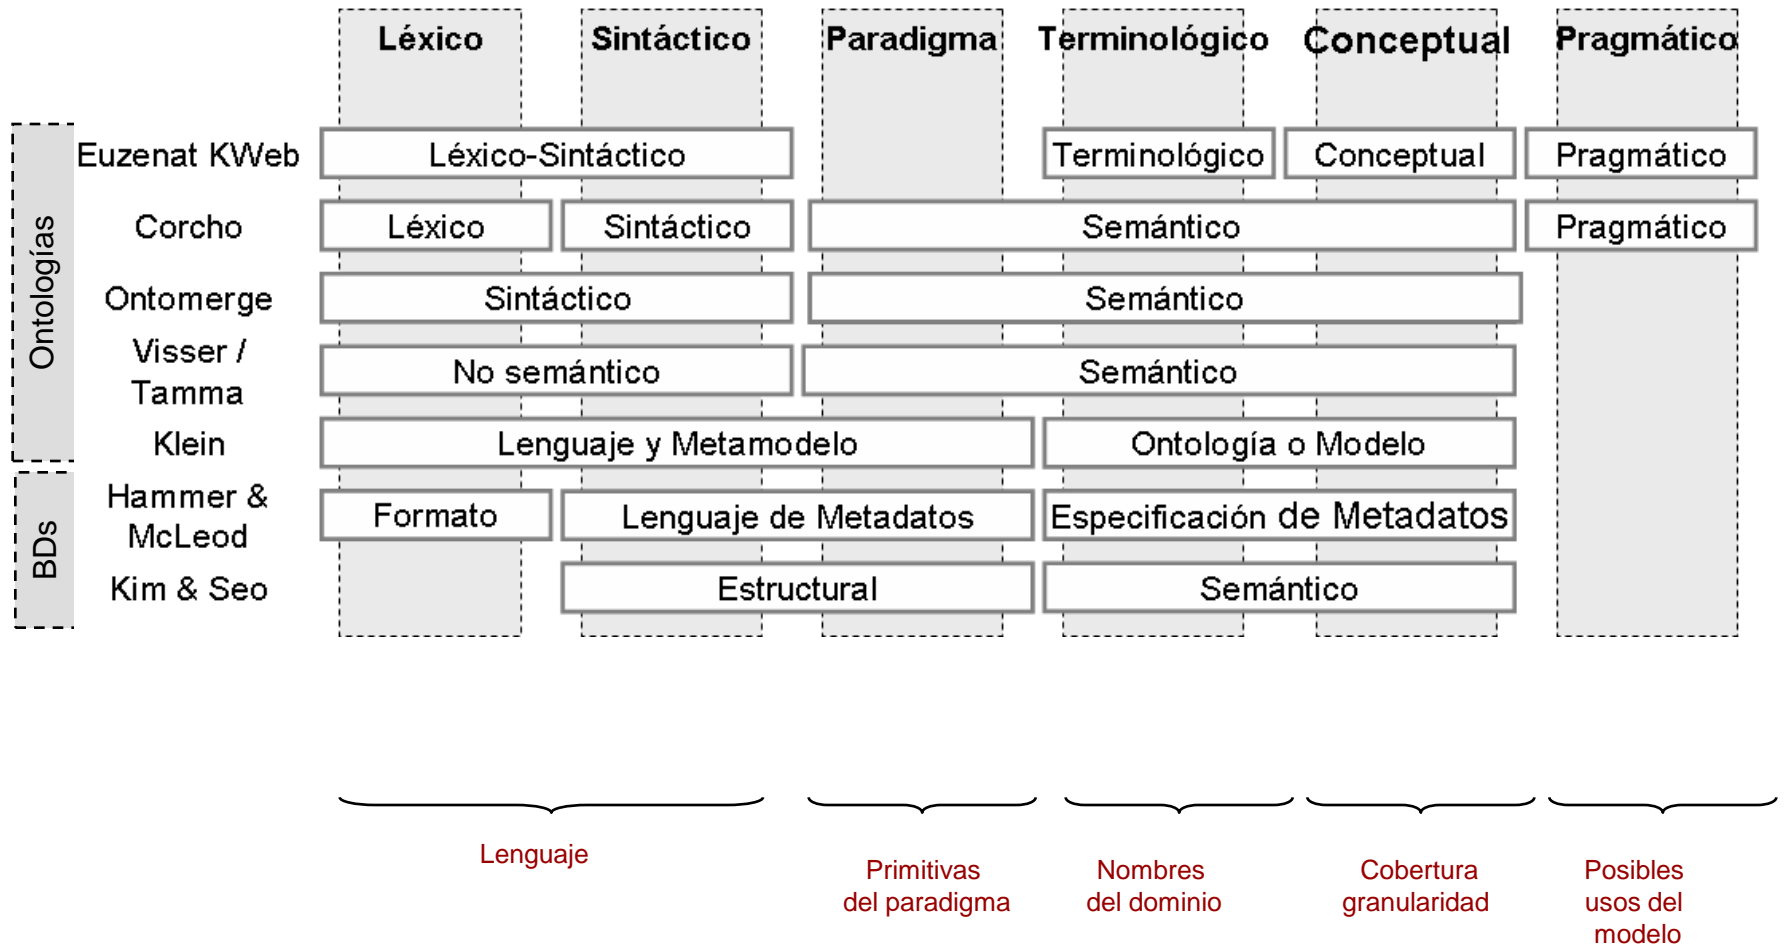 Léxico Sintáctico Paradigma Terminológico Conceptual Pragmático
Ontologías
Euzenat KWeb Léxico-Sintáctico Terminológico Conceptual Pragmático
Corcho Léxico Sintáctico Semántico Pragmático
Ontomerge Sintáctico Semántico
Visser /
Tamma No semántico Semántico
Klein Lenguaje y Metamodelo Ontología o Modelo
BDs
Hammer &
McLeod Formato Lenguaje de Metadatos Especificación de Metadatos
Kim & Seo Estructural Semántico
Lenguaje
Primitivas
del paradigma
Nombres
del dominio
Cobertura
granularidad
Posibles
usos del
modelo